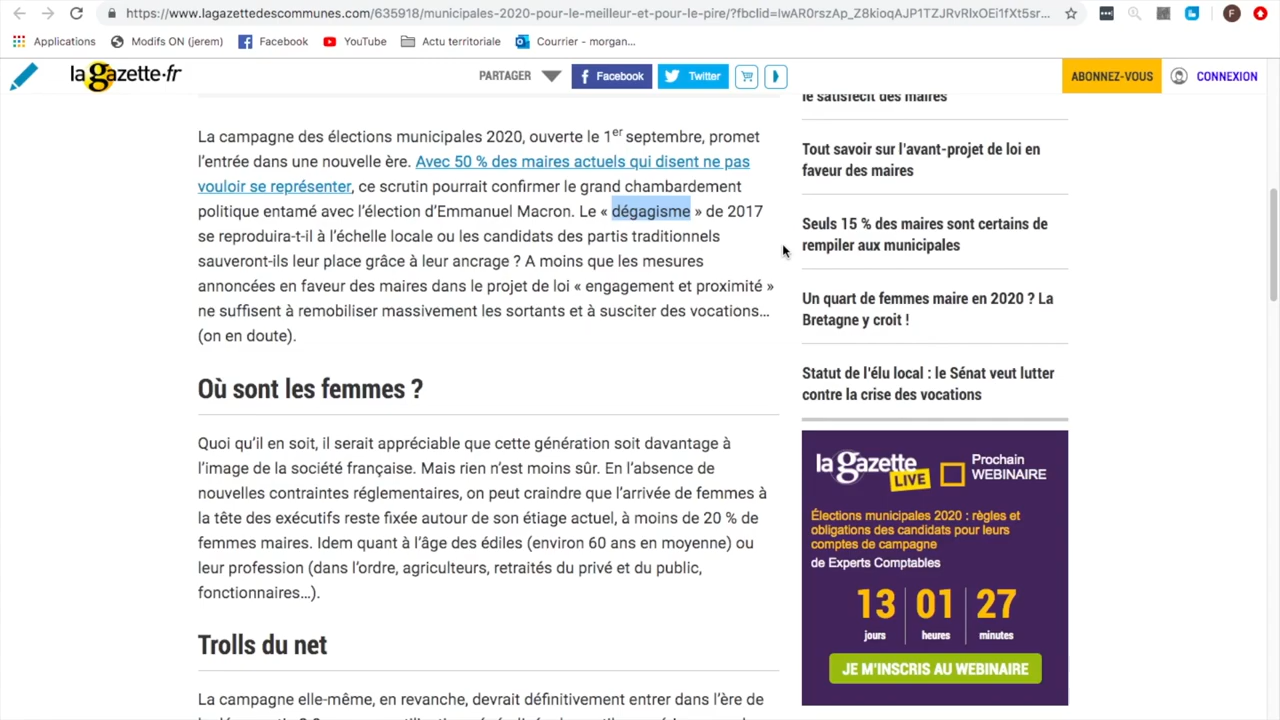 https://www.lagazettedescommunes.com/635918/municipales-2020-pour-le-meilleur-et-pour-le-pire/?fbclid=IwAR0rszAp_Z8kioqAJP1TZJRvRIxOEi1fXt5sr...
F
Applications
Modifs ON (jerem)
Facebook
YouTube
Actu territoriale
Courrier - morgan...
la gazette.fr
PARTAGER
Facebook
Twitter
ABONNEZ-VOUS
CONNEXION
La campagne des élections municipales 2020, ouverte le 1er septembre, promet
l'entrée dans une nouvelle ère. Avec 50 % des maires actuels qui disent ne pas
vouloir se représenter, ce scrutin pourrait confirmer le grand chambardement
politique entamé avec l'élection d'Emmanuel Macron. Le « dégagisme » de 2017
se reproduira-t-il à l'échelle locale ou les candidats des partis traditionnels
sauveront-ils leur place grâce à leur ancrage ? A moins que les mesures
annoncées en faveur des maires dans le projet de loi « engagement et proximité »
ne suffisent à remobiliser massivement les sortants et à susciter des vocations…
(on en doute).
Où sont les femmes ?
Quoi qu'il en soit, il serait appréciable que cette génération soit davantage à
l'image de la société française. Mais rien n'est moins sûr. En l'absence de
nouvelles contraintes réglementaires, on peut craindre que l'arrivée de femmes à
la tête des exécutifs reste fixée autour de son étiage actuel, à moins de 20 % de
femmes maires. Idem quant à l'âge des édiles (environ 60 ans en moyenne) ou
leur profession (dans l'ordre, agriculteurs, retraités du privé et du public,
fonctionnaires…).
Trolls du net
La campagne elle-même, en revanche, devrait définitivement entrer dans l'ère de
le satisfecit des maires
Tout savoir sur l'avant-projet de loi en
faveur des maires
Seuls 15 % des maires sont certains de
rempiler aux municipales
Un quart de femmes maire en 2020 ? La
Bretagne y croit !
Statut de l'élu local : le Sénat veut lutter
contre la crise des vocations
la gazette
LIVE
Prochain
WEBINAIRE
Élections municipales 2020 : règles et
obligations des candidats pour leurs
comptes de campagne
de Experts Comptables
13 01 27
jours heures minutes
JE M'INSCRIS AU WEBINAIRE